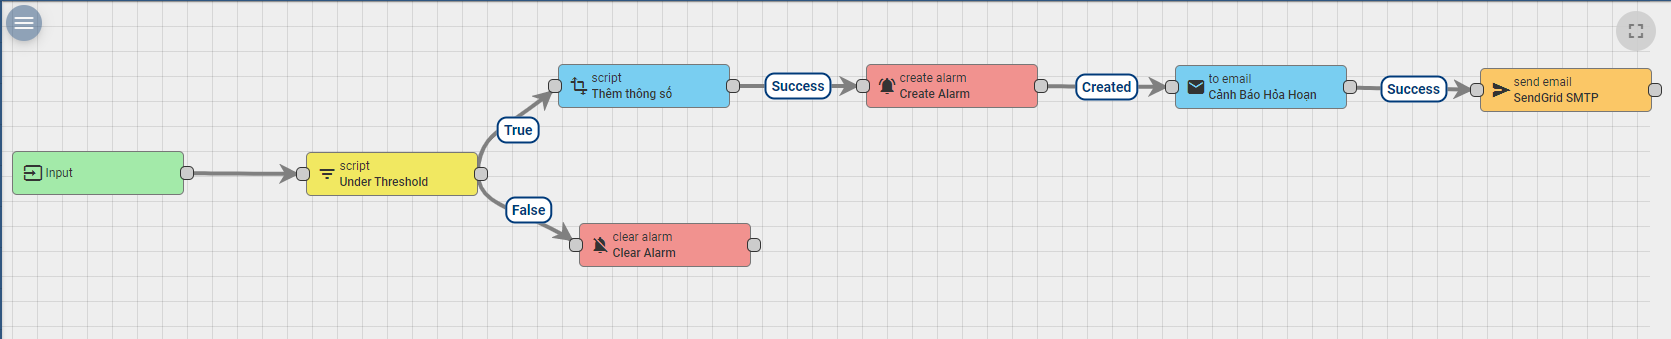 Input
script
Under Threshold
True
False
script
Thêm thông số
Success
create alarm
Create Alarm
Created
to email
Cảnh Báo Hỏa Hoạn
Success
send email
SendGrid SMTP
clear alarm
Clear Alarm